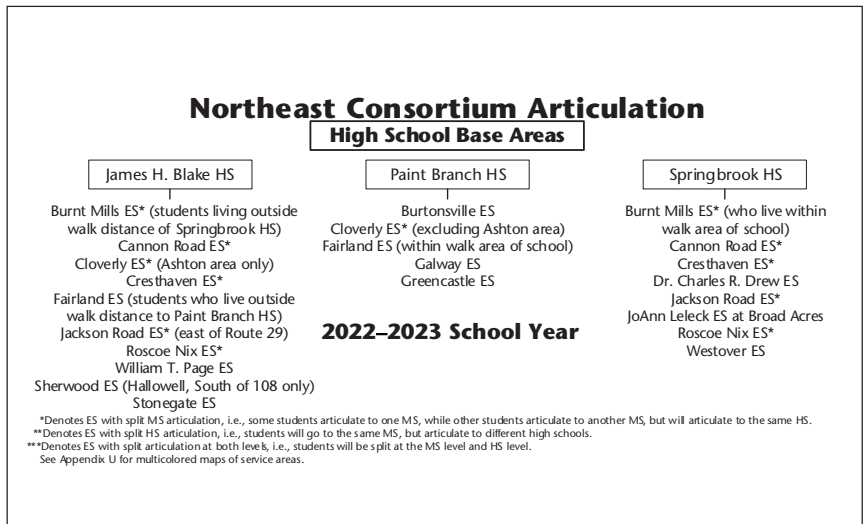 Northeast Consortium Articulation
High School Base Areas
James H. Blake HS
Burnt Mills ES* (students living outside
walk distance of Springbrook HS)
Cannon Road ES*
Cloverly ES* (Ashton area only)
Cresthaven ES*
Fairland ES (students who live outside
walk distance to Paint Branch HS)
Jackson Road ES* (east of Route 29)
Roscoe Nix ES*
William T. Page ES
Sherwood ES (Hallowell, South of 108 only)
Stonegate ES
Paint Branch HS
Burtonsville ES
Cloverly ES* (excluding Ashton area)
Fairland ES (within walk area of school)
Galway ES
Greencastle ES
Springbrook HS
Burnt Mills ES* (who live within
walk area of school)
Cannon Road ES*
Cresthaven ES*
Dr. Charles R. Drew ES
Jackson Road ES*
JoAnn Leleck ES at Broad Acres
Roscoe Nix ES*
Westover ES
2022–2023 School Year
*Denotes ES with split MS articulation, i.e., some students articulate to one MS, while other students articulate to another MS, but will articulate to the same HS.
**Denotes ES with split HS articulation, i.e., students will go to the same MS, but articulate to different high schools.
***Denotes ES with split articulation at both levels, i.e., students will be split at the MS level and HS level.
See Appendix U for multicolored maps of service areas.